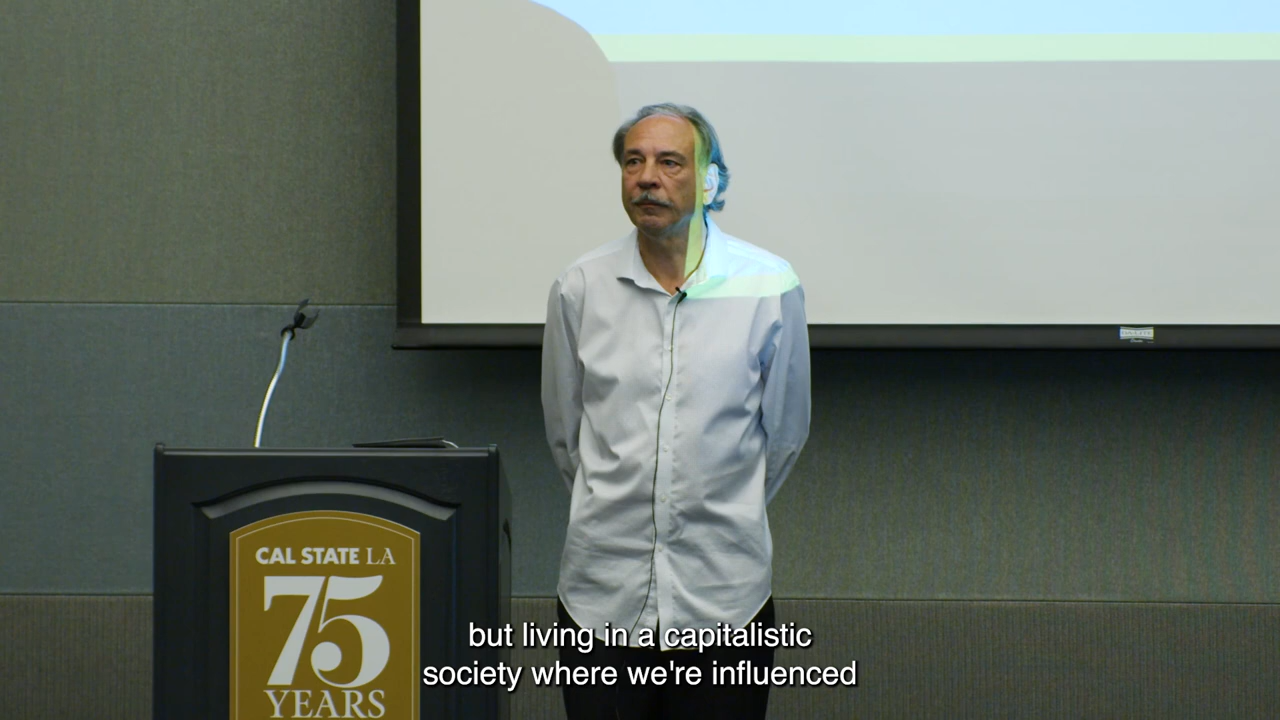 CAL STATE LA
75
YEARS
but living in a capitalistic
society where we're influenced